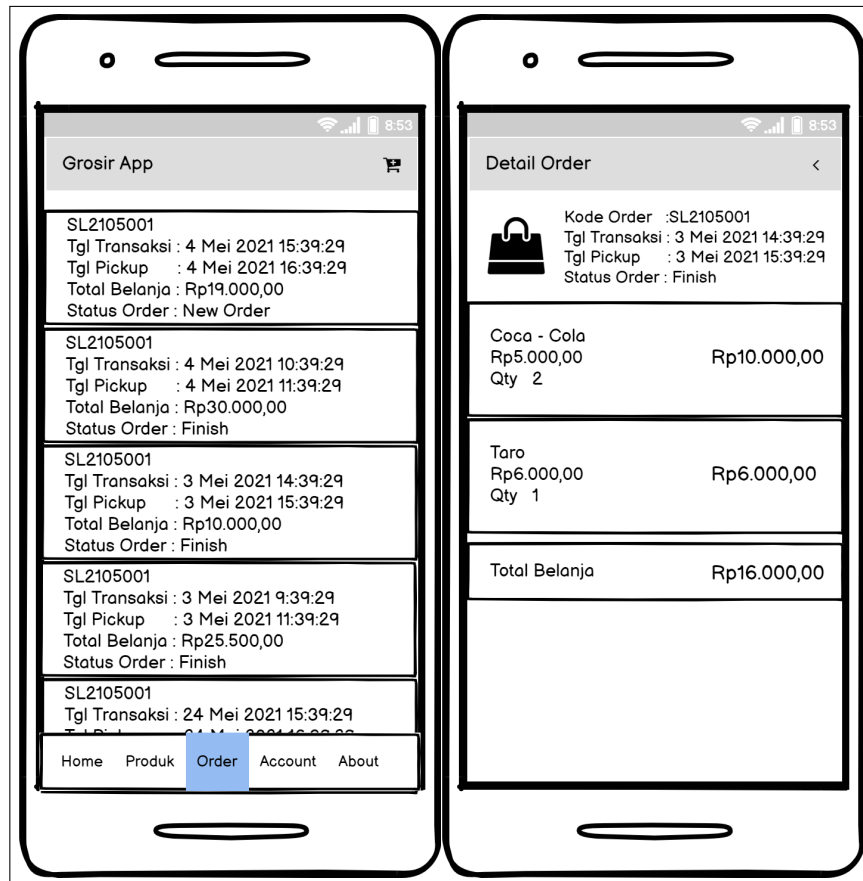 8:53
Grosir App
SL2105001
Tgl Transaksi : 4 Mei 2021 15:39:29
Tgl Pickup : 4 Mei 2021 16:39:29
Total Belanja : Rp19.000,00
Status Order : New Order
SL2105001
Tgl Transaksi : 4 Mei 2021 10:39:29
Tgl Pickup : 4 Mei 2021 11:39:29
Total Belanja : Rp30.000,00
Status Order : Finish
SL2105001
Tgl Transaksi : 3 Mei 2021 14:39:29
Tgl Pickup : 3 Mei 2021 15:39:29
Total Belanja : Rp10.000,00
Status Order : Finish
SL2105001
Tgl Transaksi : 3 Mei 2021 9:39:29
Tgl Pickup : 3 Mei 2021 11:39:29
Total Belanja : Rp25.500,00
Status Order : Finish
SL2105001
Tgl Transaksi : 24 Mei 2021 15:39:29
Home Produk Order Account About
8:53
Detail Order <
Kode Order :SL2105001
Tgl Transaksi : 3 Mei 2021 14:39:29
Tgl Pickup : 3 Mei 2021 15:39:29
Status Order : Finish
Coca - Cola
Rp5.000,00 Rp10.000,00
Qty 2
Taro
Rp6.000,00 Rp6.000,00
Qty 1
Total Belanja Rp16.000,00